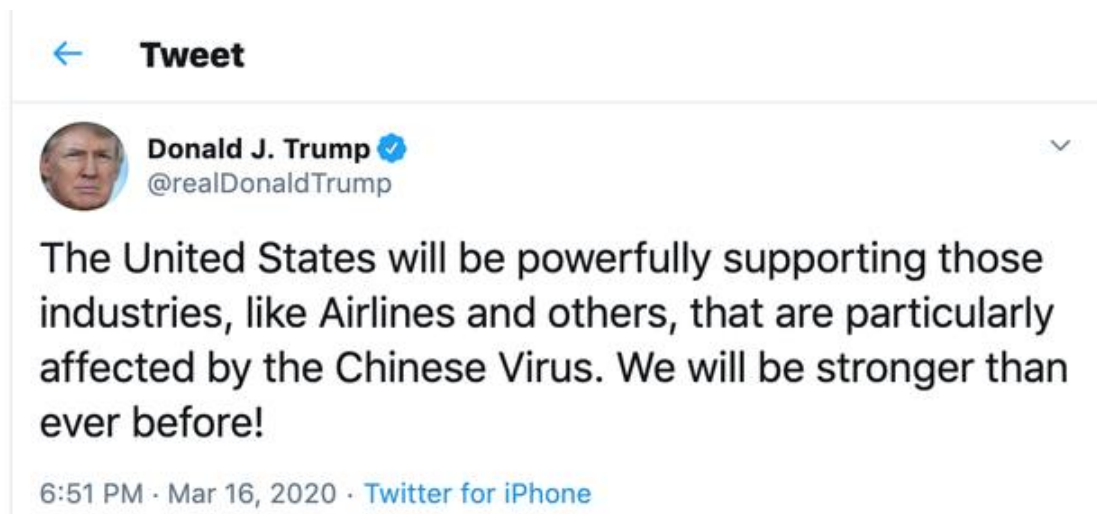 Tweet
Donald J. Trump
@realDonaldTrump
The United States will be powerfully supporting those
industries, like Airlines and others, that are particularly
affected by the Chinese Virus. We will be stronger than
ever before!
6:51 PM · Mar 16, 2020 · Twitter for iPhone